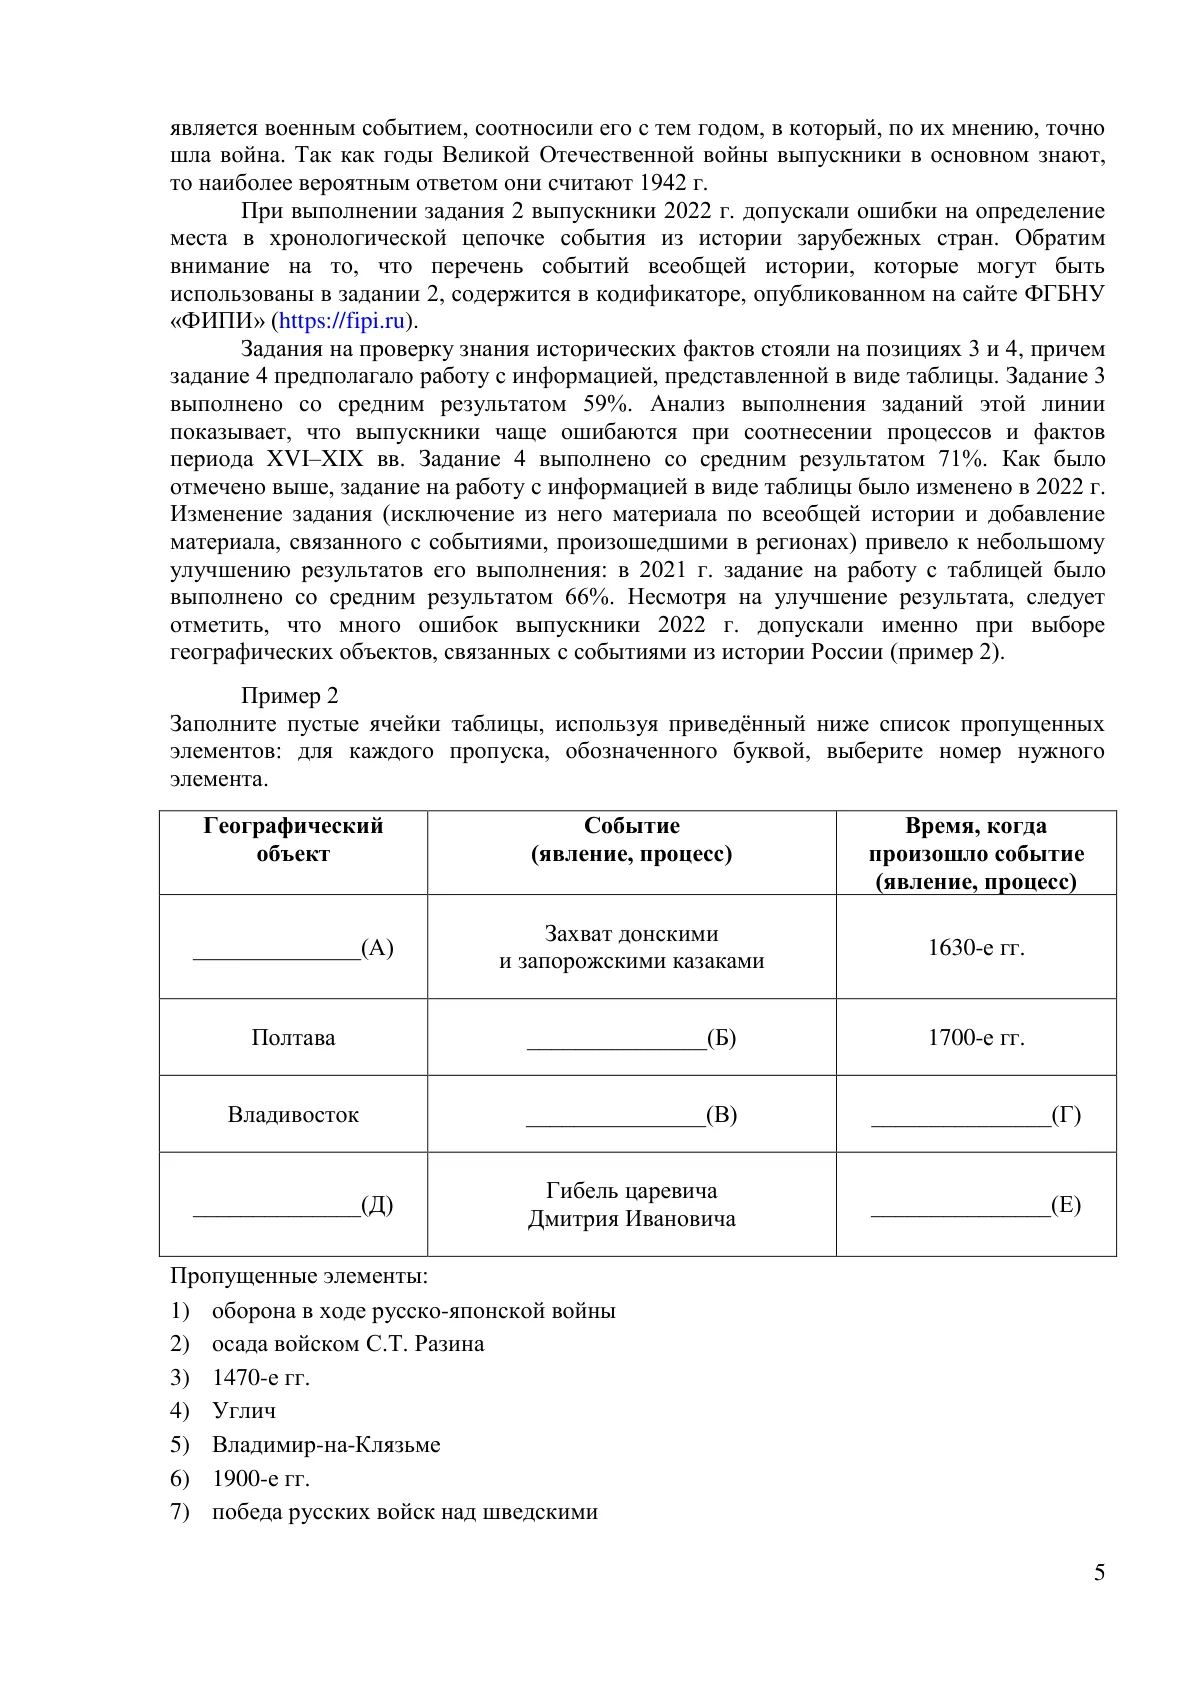 является военным событием, соотносили его с тем годом, в который, по их мнению, точно
шла война. Так как годы Великой Отечественной войны выпускники в основном знают,
то наиболее вероятным ответом они считают 1942 г.
При выполнении задания 2 выпускники 2022 г. допускали ошибки на определение
места в хронологической цепочке события из истории зарубежных стран. Обратим
внимание на то, что перечень событий всеобщей истории, которые могут быть
использованы в задании 2, содержится в кодификаторе, опубликованном на сайте ФГБНУ
«ФИПИ» (https://fipi.ru).
Задания на проверку знания исторических фактов стояли на позициях 3 и 4, причем
задание 4 предполагало работу с информацией, представленной в виде таблицы. Задание 3
выполнено со средним результатом 59%. Анализ выполнения заданий этой линии
показывает, что выпускники чаще ошибаются при соотнесении процессов и фактов
периода XVI–XIX вв. Задание 4 выполнено со средним результатом 71%. Как было
отмечено выше, задание на работу с информацией в виде таблицы было изменено в 2022 г.
Изменение задания (исключение из него материала по всеобщей истории и добавление
материала, связанного с событиями, произошедшими в регионах) привело к небольшому
улучшению результатов его выполнения: в 2021 г. задание на работу с таблицей было
выполнено со средним результатом 66%. Несмотря на улучшение результата, следует
отметить, что много ошибок выпускники 2022 г. допускали именно при выборе
географических объектов, связанных с событиями из истории России (пример 2).
Пример 2
Заполните пустые ячейки таблицы, используя приведённый ниже список пропущенных
элементов: для каждого пропуска, обозначенного буквой, выберите номер нужного
элемента.
Географический
объект
Событие
(явление, процесс)
Время, когда
произошло событие
(явление, процесс)
______________(А)
Захват донскими
и запорожскими казаками
1630-е гг.
Полтава
_______________(Б)
1700-е гг.
Владивосток
_______________(В)
_______________(Г)
______________(Д)
Гибель царевича
Дмитрия Ивановича
_______________(Е)
Пропущенные элементы:
1) оборона в ходе русско-японской войны
2) осада войском С.Т. Разина
3) 1470-е гг.
4) Углич
5) Владимир-на-Клязьме
6) 1900-е гг.
7) победа русских войск над шведскими
5